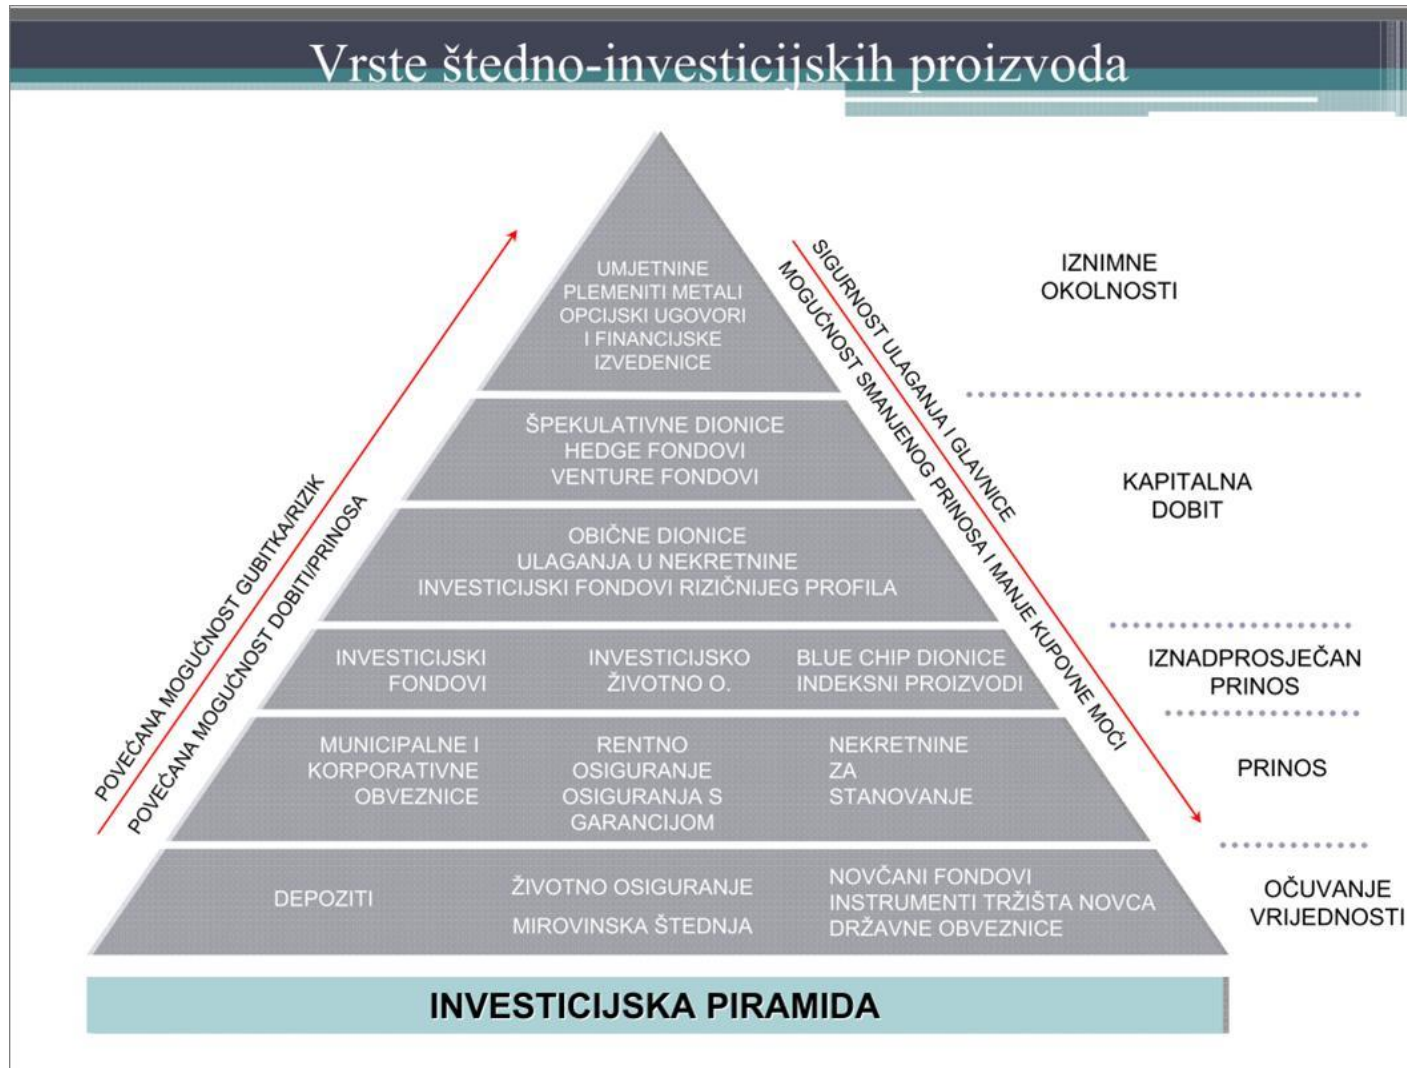 Vrste štedno-investicijskih proizvoda
UMJETNINE
PLEMENITI METALI
OPCIJSKI UGOVORI
I FINANCIJSKE
IZVEDENICE
ŠPEKULATIVNE DIONICE
HEDGE FONDOVI
VENTURE FONDOVI
OBIČNE DIONICE
ULAGANJA U NEKRETNINE
INVESTICIJSKI FONDOVI RIZIČNIJEG PROFILA
INVESTICIJSKI
FONDOVI
INVESTICIJSKO
ŽIVOTNO O.
BLUE CHIP DIONICE
INDEKSNI PROIZVODI
MUNICIPALNE I
KORPORATIVNE
OBVEZNICE
RENTNO
OSIGURANJE
OSIGURANJA S
GARANCIJOM
NEKRETNINE
ZA
STANOVANJE
DEPOZITI
ŽIVOTNO OSIGURANJE
MIROVINSKA ŠTEDNJA
NOVČANI FONDOVI
INSTRUMENTI TRŽIŠTA NOVCA
DRŽAVNE OBVEZNICE
POVEĆANA MOGUĆNOST GUBITKA/RIZIK
POVEĆANA MOGUĆNOST DOBITI/PRINOSA
SIGURNOST ULAGANJA I GLAVNICE
MOGUĆNOST SMANJENOG PRINOSA I MANJE KUPOVNE MOĆI
IZNIMNE
OKOLNOSTI
KAPITALNA
DOBIT
IZNADPROSJEČAN
PRINOS
PRINOS
OČUVANJE
VRIJEDNOSTI
INVESTICIJSKA PIRAMIDA